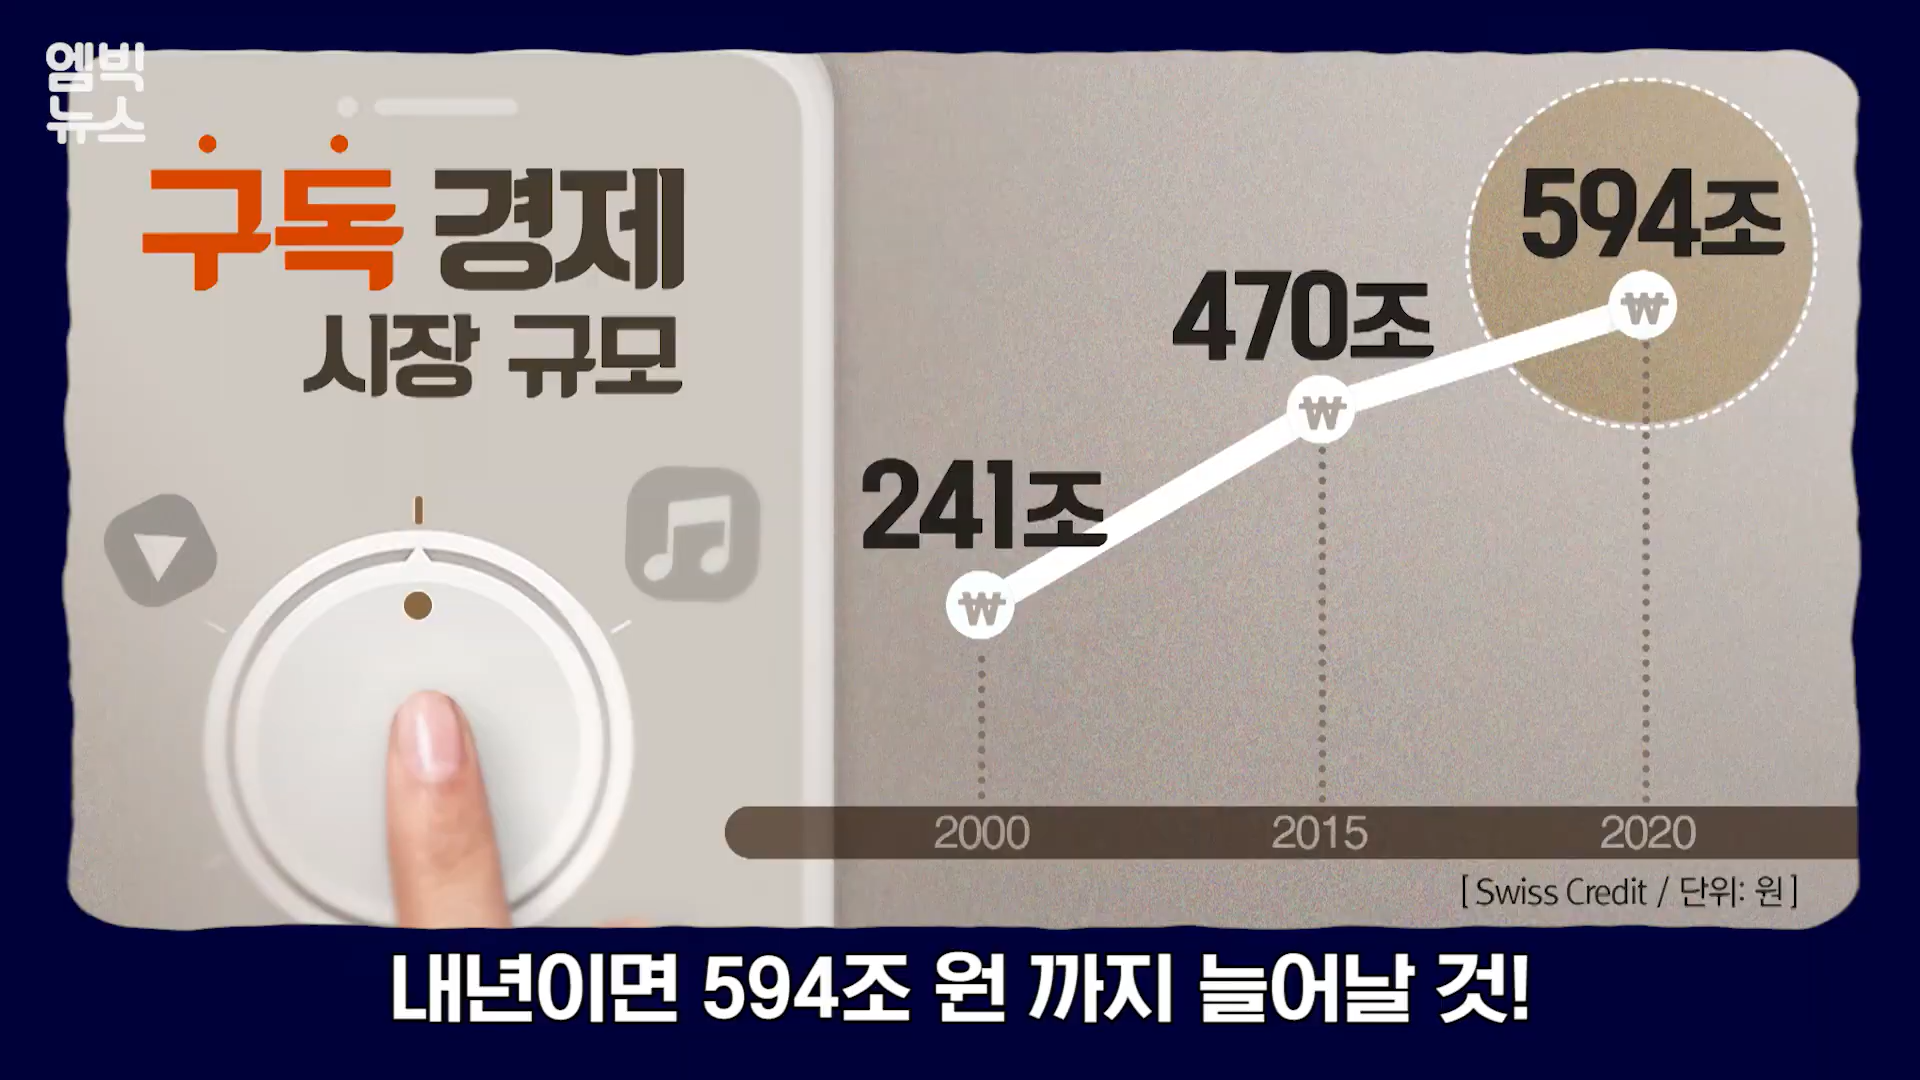 엠빅
뉴스
구독 경제
시장 규모
241조
470조
594조
2000
2015
2020
[ Swiss Credit / 단위: 원 ]
내년이면 594조 원 까지 늘어날 것!